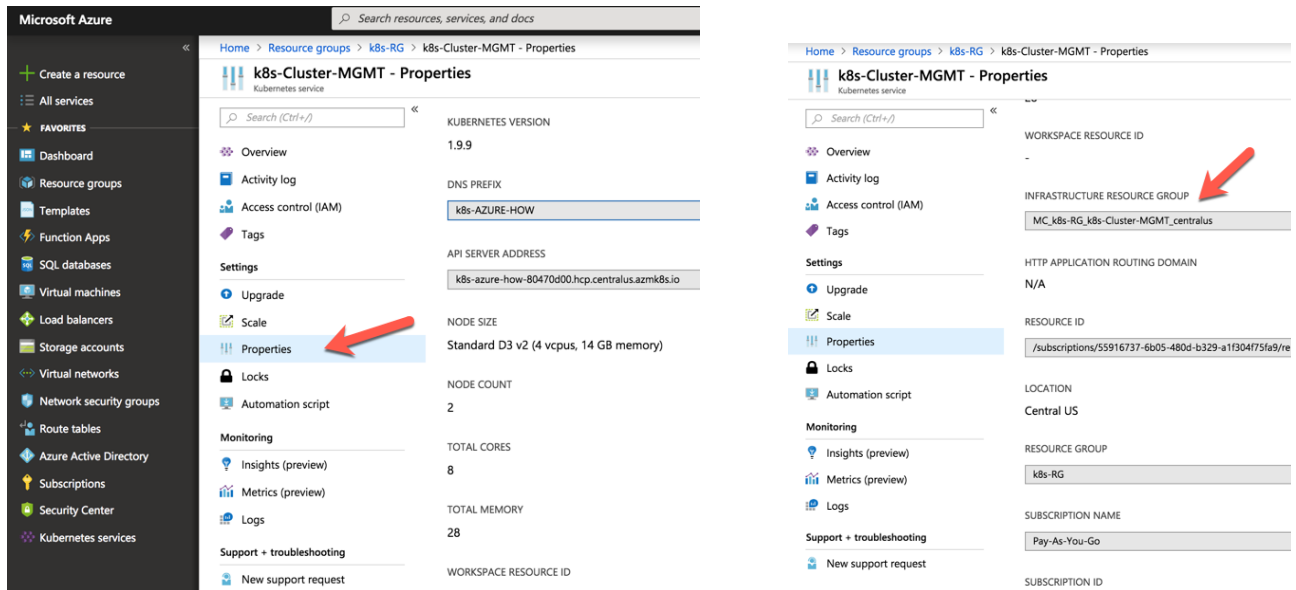 Microsoft Azure
Search resources, services, and docs
«
Create a resource
All services
FAVORITES
Dashboard
Resource groups
Templates
Function Apps
SQL databases
Virtual machines
Load balancers
Storage accounts
Virtual networks
Network security groups
Route tables
Azure Active Directory
Subscriptions
Security Center
Kubernetes services
Home > Resource groups > k8s-RG > k8s-Cluster-MGMT - Properties
k8s-Cluster-MGMT - Properties
Kubernetes service
Search (Ctrl+/)
«
Overview
Activity log
Access control (IAM)
Tags
Settings
Upgrade
Scale
Properties
Locks
Automation script
Monitoring
Insights (preview)
Metrics (preview)
Logs
Support + troubleshooting
New support request
KUBERNETES VERSION
1.9.9
DNS PREFIX
k8s-AZURE-HOW
API SERVER ADDRESS
k8s-azure-how-80470d00.hcp.centralus.azmk8s.io
NODE SIZE
Standard D3 v2 (4 vcpus, 14 GB memory)
NODE COUNT
2
TOTAL CORES
8
TOTAL MEMORY
28
WORKSPACE RESOURCE ID
Home > Resource groups > k8s-RG > k8s-Cluster-MGMT - Properties
k8s-Cluster-MGMT - Properties
Kubernetes service
Search (Ctrl+/)
«
Overview
Activity log
Access control (IAM)
Tags
Settings
Upgrade
Scale
Properties
Locks
Automation script
Monitoring
Insights (preview)
Metrics (preview)
Logs
Support + troubleshooting
New support request
WORKSPACE RESOURCE ID
-
INFRASTRUCTURE RESOURCE GROUP
MC_k8s-RG_k8s-Cluster-MGMT_centralus
HTTP APPLICATION ROUTING DOMAIN
N/A
RESOURCE ID
/subscriptions/55916737-6b05-480d-b329-a1f304f75fa9/re
LOCATION
Central US
RESOURCE GROUP
k8s-RG
SUBSCRIPTION NAME
Pay-As-You-Go
SUBSCRIPTION ID